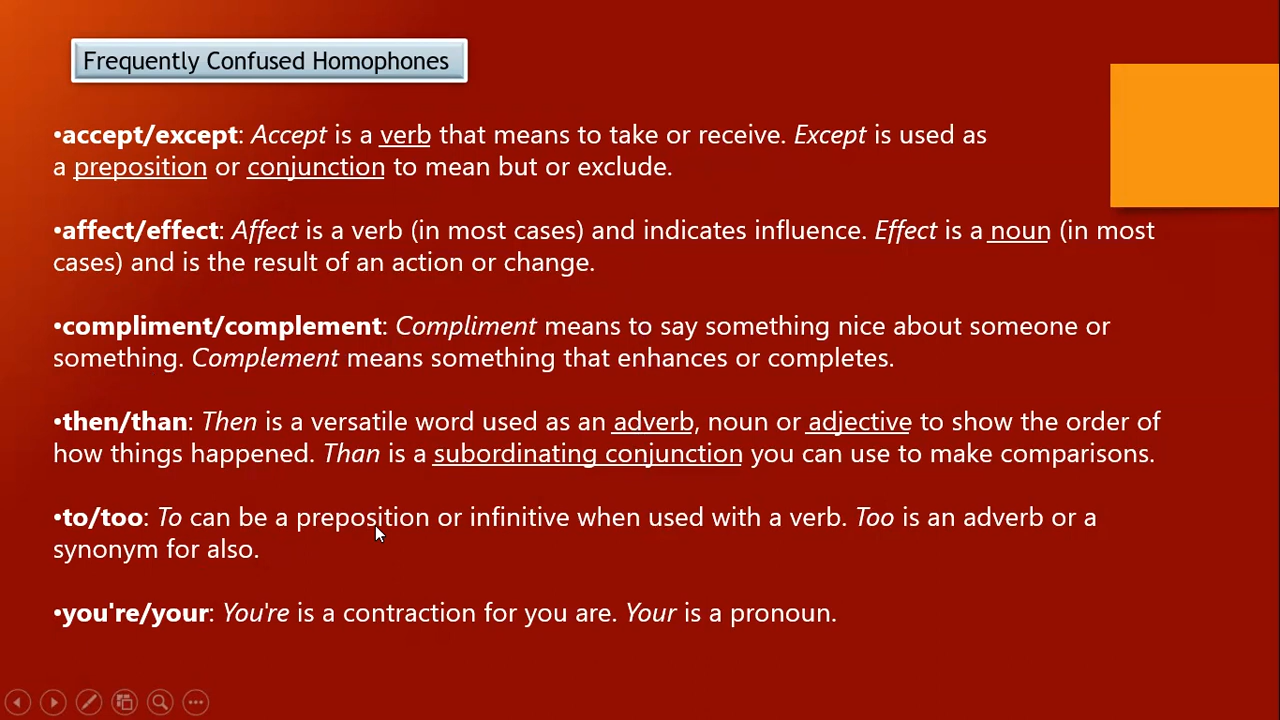 Frequently Confused Homophones
•accept/except: Accept is a verb that means to take or receive. Except is used as
a preposition or conjunction to mean but or exclude.
•affect/effect: Affect is a verb (in most cases) and indicates influence. Effect is a noun (in most
cases) and is the result of an action or change.
•compliment/complement: Compliment means to say something nice about someone or
something. Complement means something that enhances or completes.
•then/than: Then is a versatile word used as an adverb, noun or adjective to show the order of
how things happened. Than is a subordinating conjunction you can use to make comparisons.
•to/too: To can be a preposition or infinitive when used with a verb. Too is an adverb or a
synonym for also.
•you're/your: You're is a contraction for you are. Your is a pronoun.